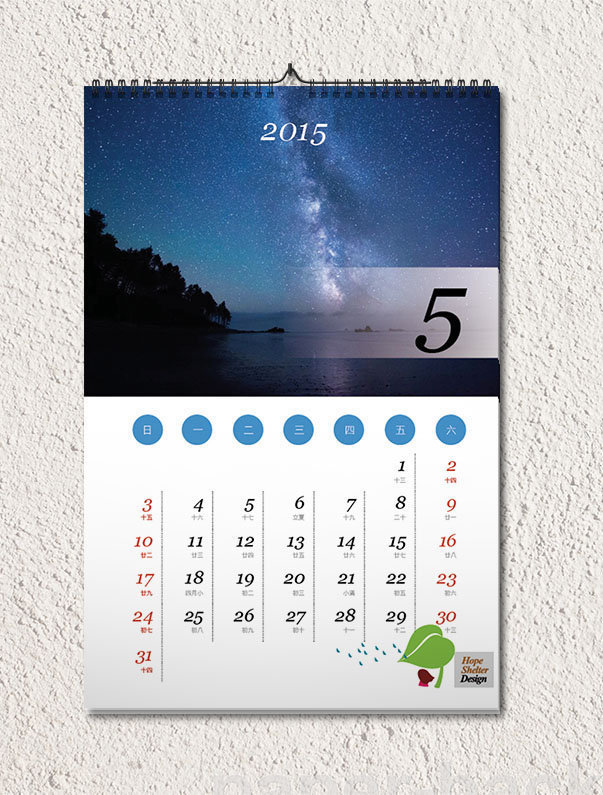 2015
5
日 一 二 三 四 五 六
1 2
十三 十四
3 4 5 6 7 8 9
十五 十六 十七 立夏 十九 二十 廿一
10 11 12 13 14 15 16
廿二 廿三 廿四 廿五 廿六 廿七 廿八
17 18 19 20 21 22 23
廿九 四月小 初二 初三 小滿 初五 初六
24 25 26 27 28 29 30
初七 初八 初九 初十 十一 十二 十三
31
十四
Hope
Shelter
Design